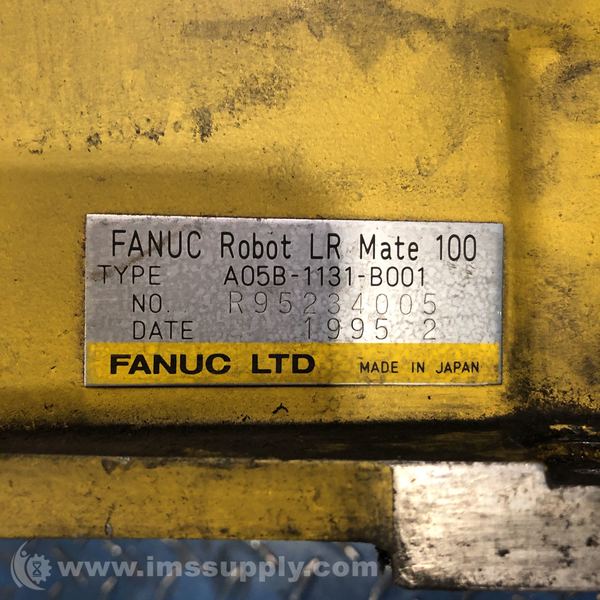 FANUC Robot LR Mate 100
TYPE A05B-1131-B001
NO. R95234005
DATE 1995 2
FANUC LTD MADE IN JAPAN
www.imssupply.com